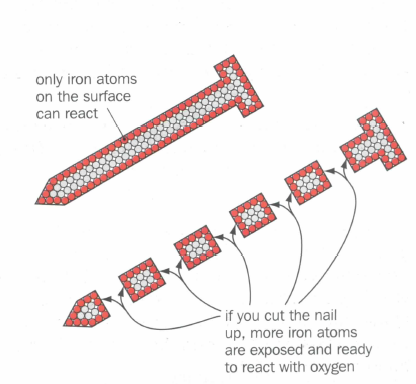 only iron atoms
on the surface
can react
if you cut the nail
up, more iron atoms
are exposed and ready
to react with oxygen